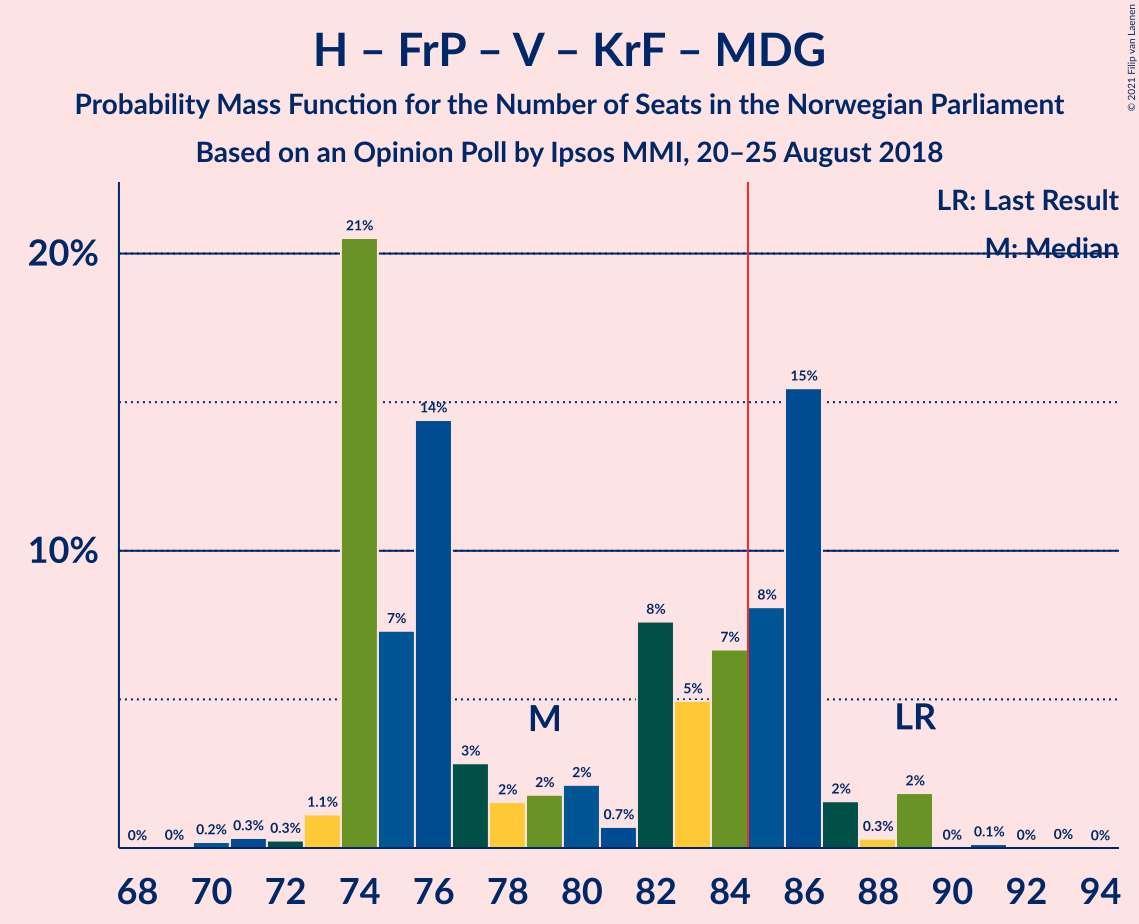 H – FrP – V – KrF – MDG
Probability Mass Function for the Number of Seats in the Norwegian Parliament
Based on an Opinion Poll by Ipsos MMI, 20–25 August 2018
© 2021 Filip van Laenen
LR: Last Result
M: Median
20%
10%
0% 0% 0.2% 0.3% 0.3% 1.1% 21% 7% 14% 3% 2% 2% 2% 0.7% 8% 5% 7% 8% 15% 2% 0.3% 2% 0% 0.1% 0% 0% 0%
M
LR
68 70 72 74 76 78 80 82 84 86 88 90 92 94